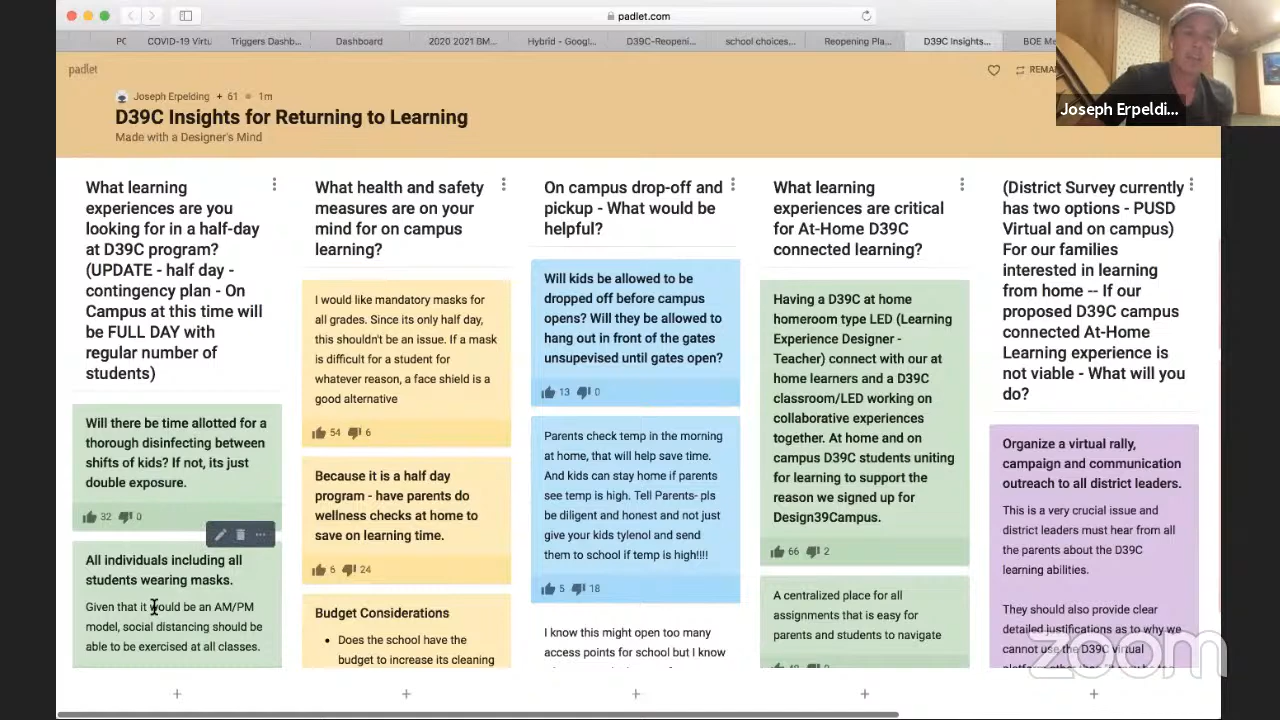 padlet.com
PC
COVID-19 Virtu
Triggers Dashb...
Dashboard
2020 2021 BM...
Hybrid - Googl...
D39C-Reopeni...
school choices...
Reopening Pla...
D39C Insights...
BOE Me
padlet
REMA
Joseph Erpelding + 61 1m
D39C Insights for Returning to Learning
Made with a Designer's Mind
Joseph Erpeldi...
What learning
experiences are you
looking for in a half-day
at D39C program?
(UPDATE - half day -
contingency plan - On
Campus at this time will
be FULL DAY with
regular number of
students)
Will there be time allotted for a
thorough disinfecting between
shifts of kids? If not, its just
double exposure.
32 0
All individuals including all
students wearing masks.
Given that it would be an AM/PM
model, social distancing should be
able to be exercised at all classes.
+
What health and safety
measures are on your
mind for on campus
learning?
I would like mandatory masks for
all grades. Since its only half day,
this shouldn't be an issue. If a mask
is difficult for a student for
whatever reason, a face shield is a
good alternative
54 6
Because it is a half day
program - have parents do
wellness checks at home to
save on learning time.
6 24
Budget Considerations
• Does the school have the
budget to increase its cleaning
+
On campus drop-off and
pickup - What would be
helpful?
Will kids be allowed to be
dropped off before campus
opens? Will they be allowed to
hang out in front of the gates
unsupevised until gates open?
13 0
Parents check temp in the morning
at home, that will help save time.
And kids can stay home if parents
see temp is high. Tell Parents- pls
be diligent and honest and not just
give your kids tylenol and send
them to school if temp is high!!!!
5 18
I know this might open too many
access points for school but I know
+
What learning
experiences are critical
for At-Home D39C
connected learning?
Having a D39C at home
homeroom type LED (Learning
Experience Designer -
Teacher) connect with our at
home learners and a D39C
classroom/LED working on
collaborative experiences
together. At home and on
campus D39C students uniting
for learning to support the
reason we signed up for
Design39Campus.
66 2
A centralized place for all
assignments that is easy for
parents and students to navigate
+
(District Survey currently
has two options - PUSD
Virtual and on campus)
For our families
interested in learning
from home -- If our
proposed D39C campus
connected At-Home
Learning experience is
not viable - What will you
do?
Organize a virtual rally,
campaign and communication
outreach to all district leaders.
This is a very crucial issue and
district leaders must hear from all
the parents about the D39C
learning abilities.
They should also provide clear
detailed justifications as to why we
cannot use the D39C virtual
+
zoom